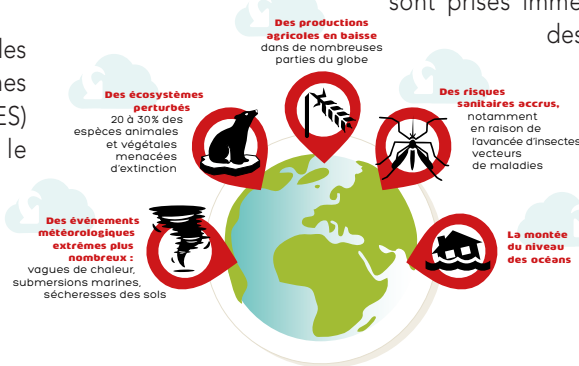 sont prises imme
des
les
nes
ES)
le
Des productions
agricoles en baisse
dans de nombreuses
parties du globe
Des écosystèmes
perturbés
20 à 30% des
espèces animales
et végétales
menacées
d'extinction
Des risques
sanitaires accrus,
notamment
en raison de
l'avancée d'insectes
vecteurs
de maladies
Des événements
météorologiques
extrêmes plus
nombreux :
vagues de chaleur,
submersions marines,
sécheresses des sols
La montée
du niveau
des océans